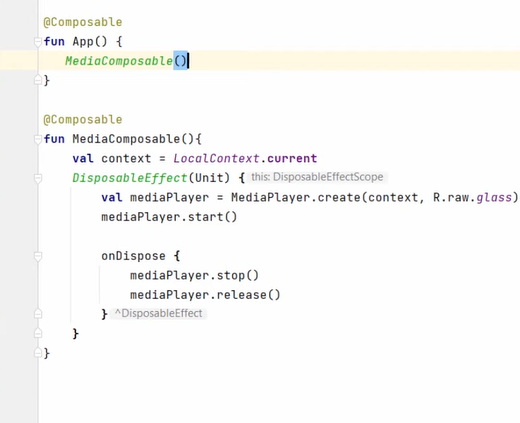 @Composable
fun App() {
    MediaComposable()
}

@Composable
fun MediaComposable(){
    val context = LocalContext.current
    DisposableEffect(Unit) { this: DisposableEffectScope
        val mediaPlayer = MediaPlayer.create(context, R.raw.glass)
        mediaPlayer.start()

        onDispose {
            mediaPlayer.stop()
            mediaPlayer.release()
        } ^DisposableEffect
    }
}